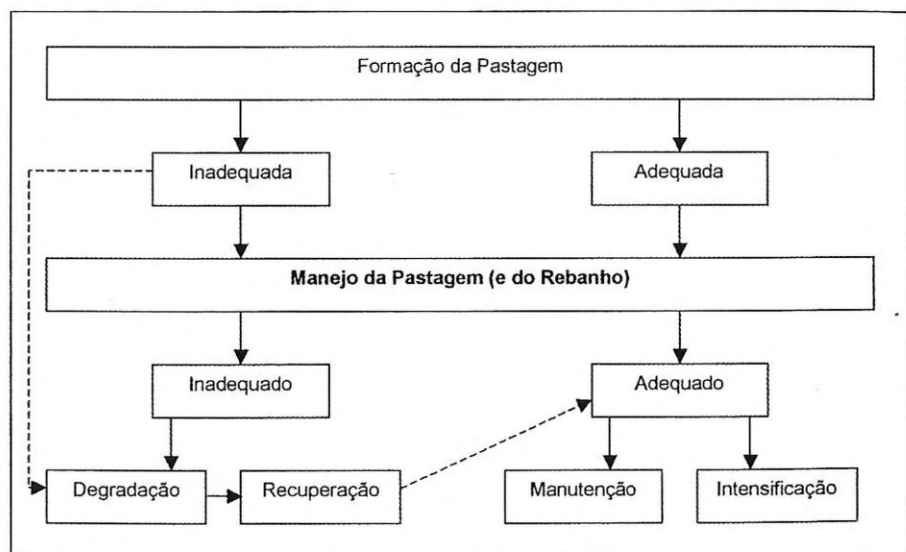 Formação da Pastagem
Inadequada
Adequada
Manejo da Pastagem (e do Rebanho)
Inadequado
Adequado
Degradação
Recuperação
Manutenção
Intensificação